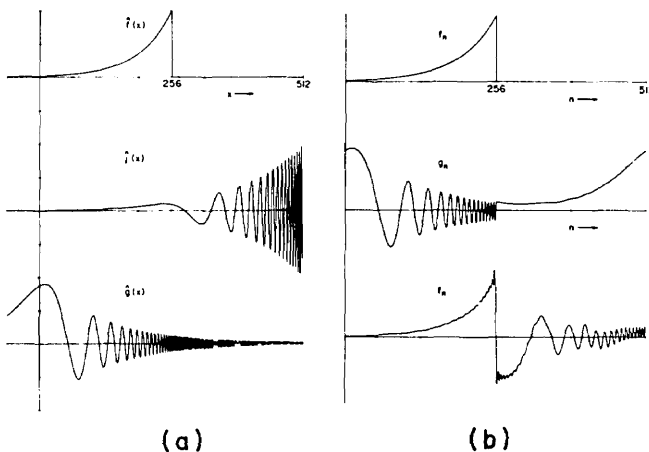 f̂(x)
256
512
x →
ĵ(x)
ĝ(x)
(a)
fₙ
256
51
n →
gₙ
n →
fₙ
(b)